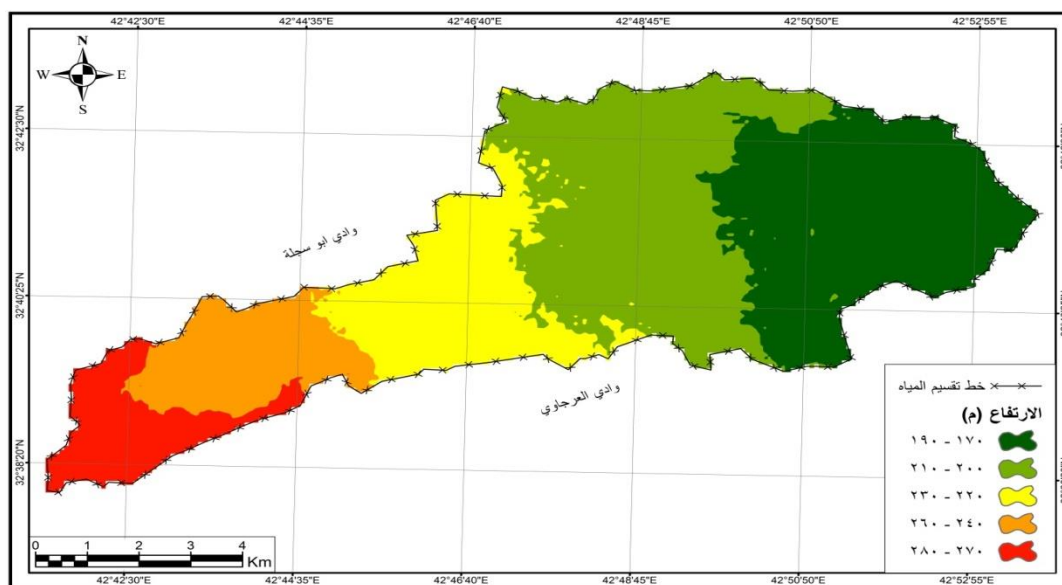 42°42'30"E 42°44'35"E 42°46'40"E 42°48'45"E 42°50'50"E 42°52'55"E
N
W E
S
32°42'30"N
وادي ابو سجلة
32°40'25"N
وادي العرجاوي
خط تقسيم المياه
الارتفاع (م)
١٧٠ - ١٩٠
٢٠٠ - ٢١٠
٢٢٠ - ٢٣٠
٢٤٠ - ٢٦٠
٢٧٠ - ٢٨٠
32°38'20"N
0 1 2 3 4
Km
42°42'30"E 42°44'35"E 42°46'40"E 42°48'45"E 42°50'50"E 42°52'55"E